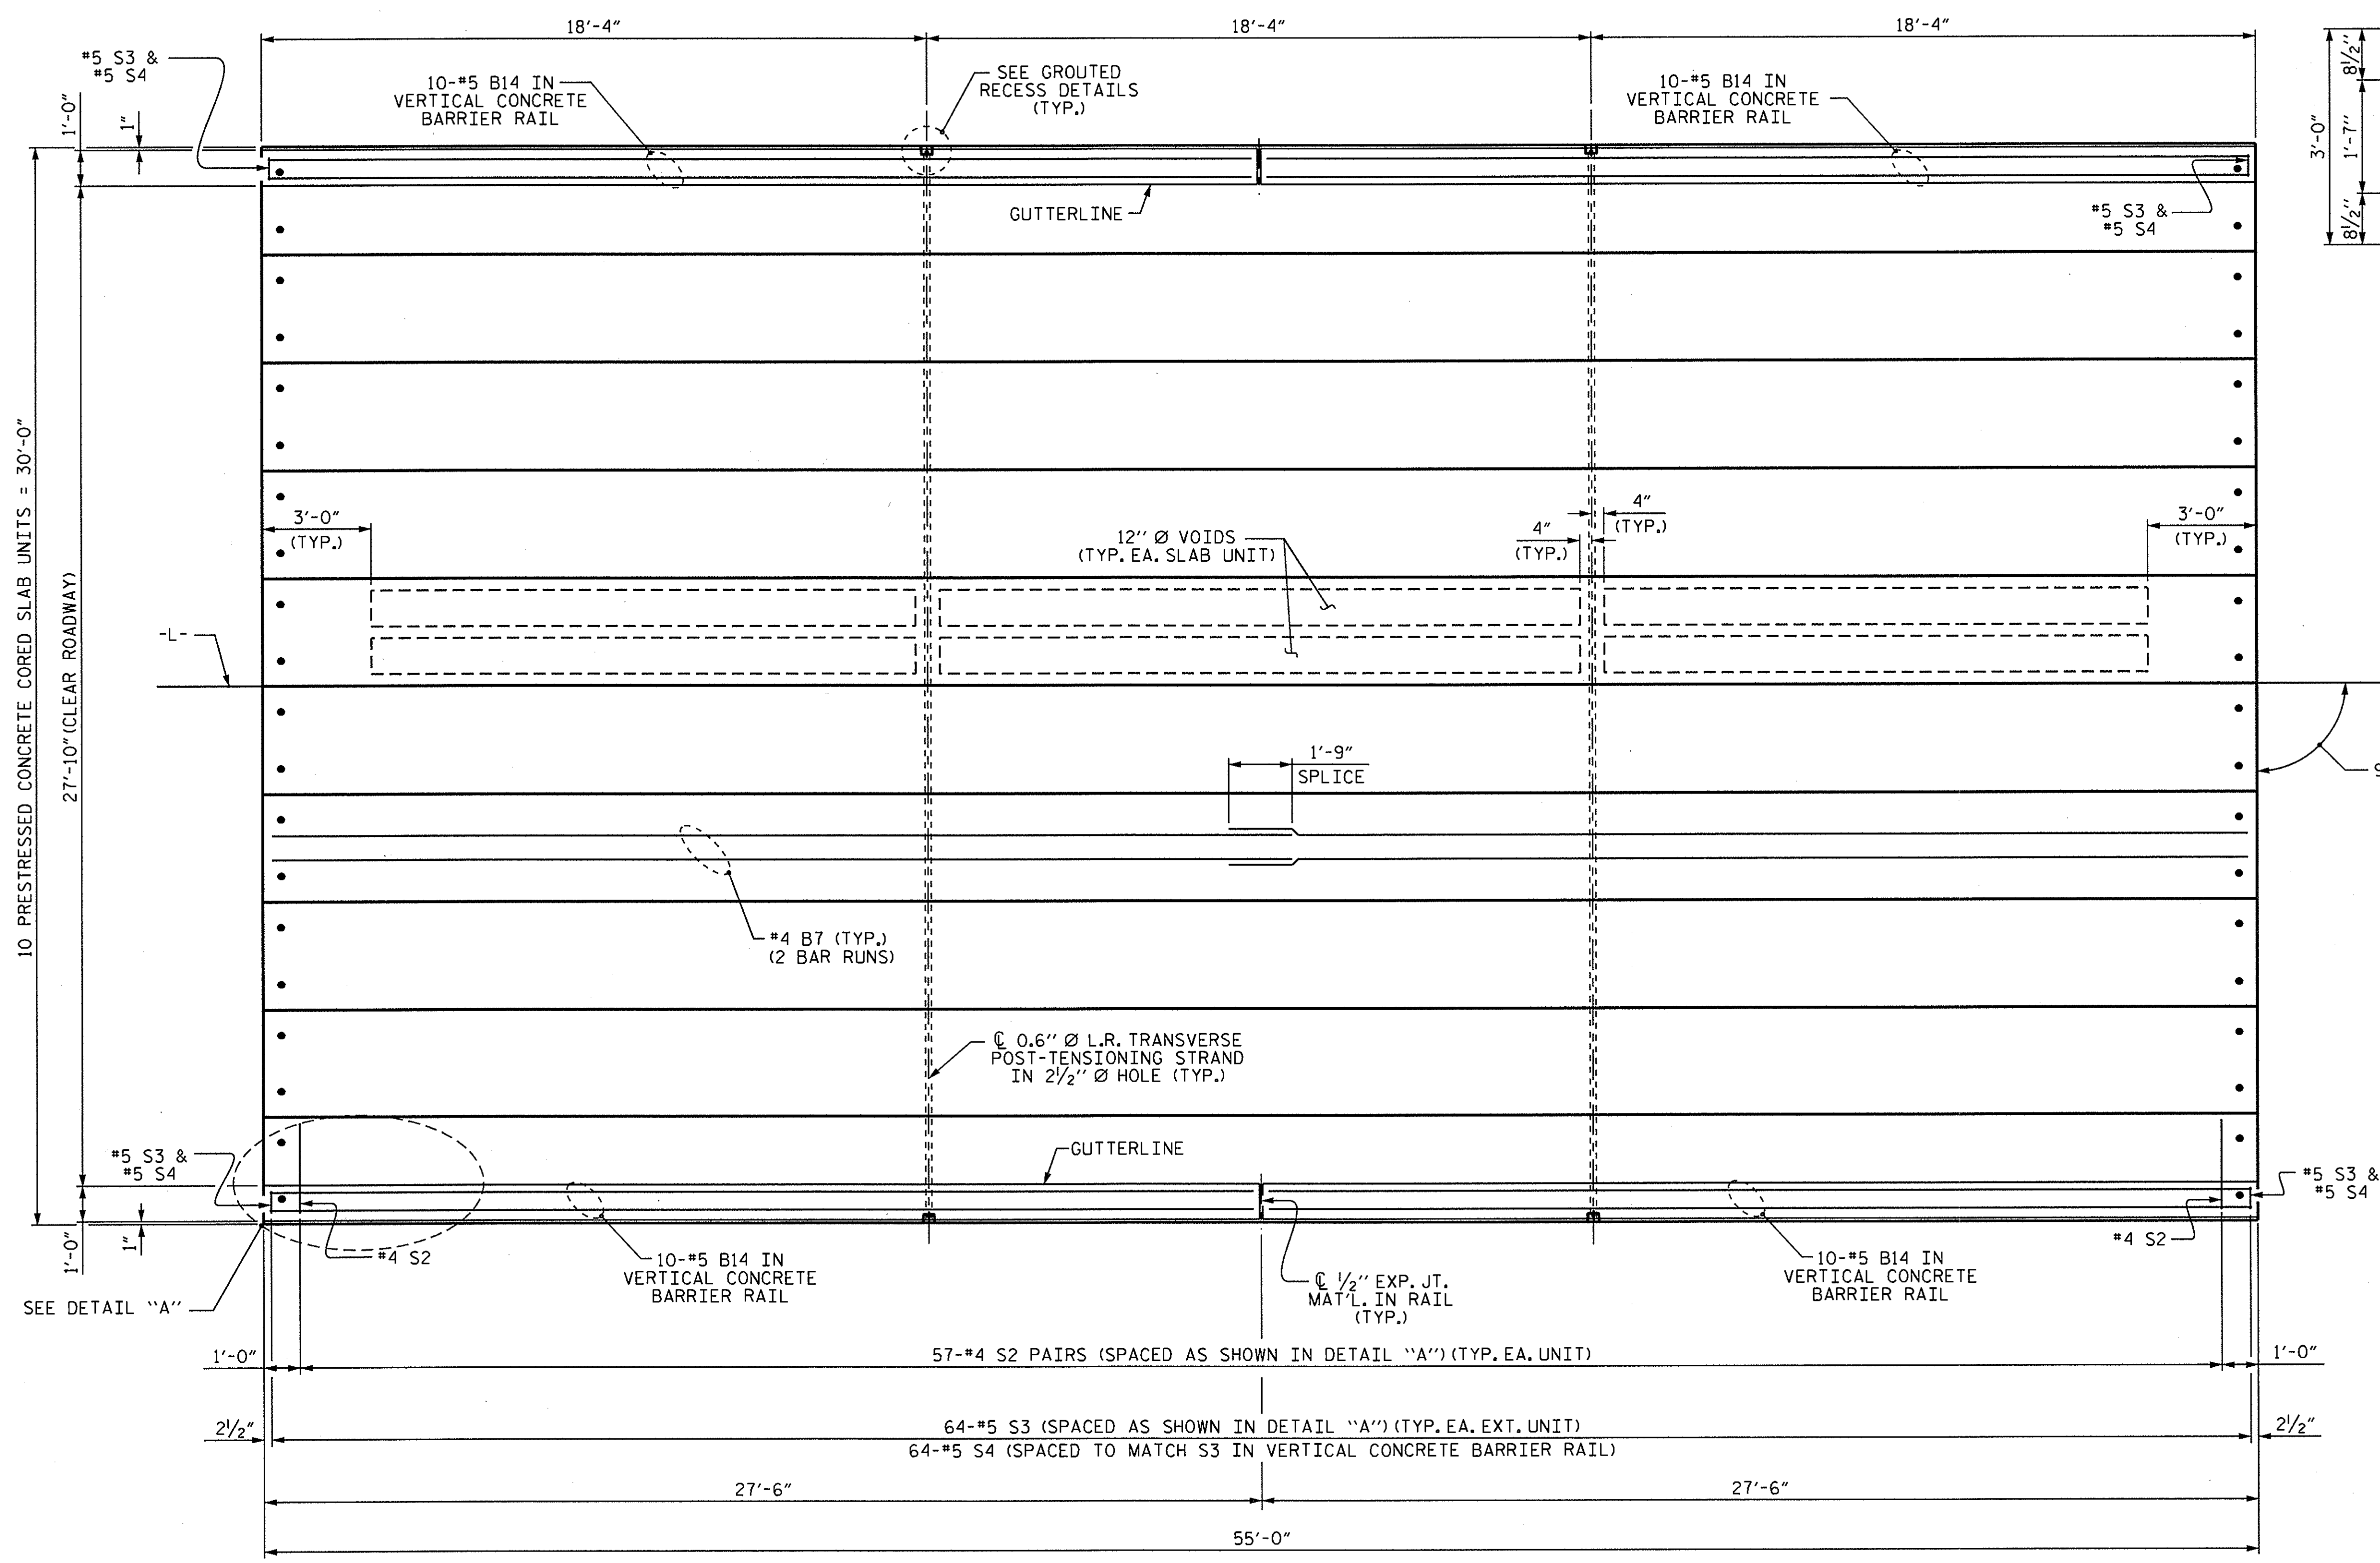 18'-4"
18'-4"
18'-4"
#5 S3 &
#5 S4
10-#5 B14 IN
VERTICAL CONCRETE
BARRIER RAIL
SEE GROUTED
RECESS DETAILS
(TYP.)
10-#5 B14 IN
VERTICAL CONCRETE
BARRIER RAIL
8½"
1'-7"
3'-0"
8½"
1'-0"
1"
GUTTERLINE
#5 S3 &
#5 S4
10 PRESTRESSED CONCRETE CORED SLAB UNITS = 30'-0"
27'-10" (CLEAR ROADWAY)
3'-0"
(TYP.)
12" Ø VOIDS
(TYP. EA. SLAB UNIT)
4"
(TYP.)
4"
(TYP.)
3'-0"
(TYP.)
-L-
1'-9"
SPLICE
#4 B7 (TYP.)
(2 BAR RUNS)
℄ 0.6" Ø L.R. TRANSVERSE
POST-TENSIONING STRAND
IN 2½" Ø HOLE (TYP.)
#5 S3 &
#5 S4
GUTTERLINE
#5 S3 &
#5 S4
1'-0"
1"
#4 S2
#4 S2
10-#5 B14 IN
VERTICAL CONCRETE
BARRIER RAIL
℄ ½" EXP. JT.
MAT'L. IN RAIL
(TYP.)
10-#5 B14 IN
VERTICAL CONCRETE
BARRIER RAIL
SEE DETAIL "A"
1'-0"
57-#4 S2 PAIRS (SPACED AS SHOWN IN DETAIL "A") (TYP. EA. UNIT)
1'-0"
2½"
64-#5 S3 (SPACED AS SHOWN IN DETAIL "A") (TYP. EA. EXT. UNIT)
2½"
64-#5 S4 (SPACED TO MATCH S3 IN VERTICAL CONCRETE BARRIER RAIL)
27'-6"
27'-6"
55'-0"